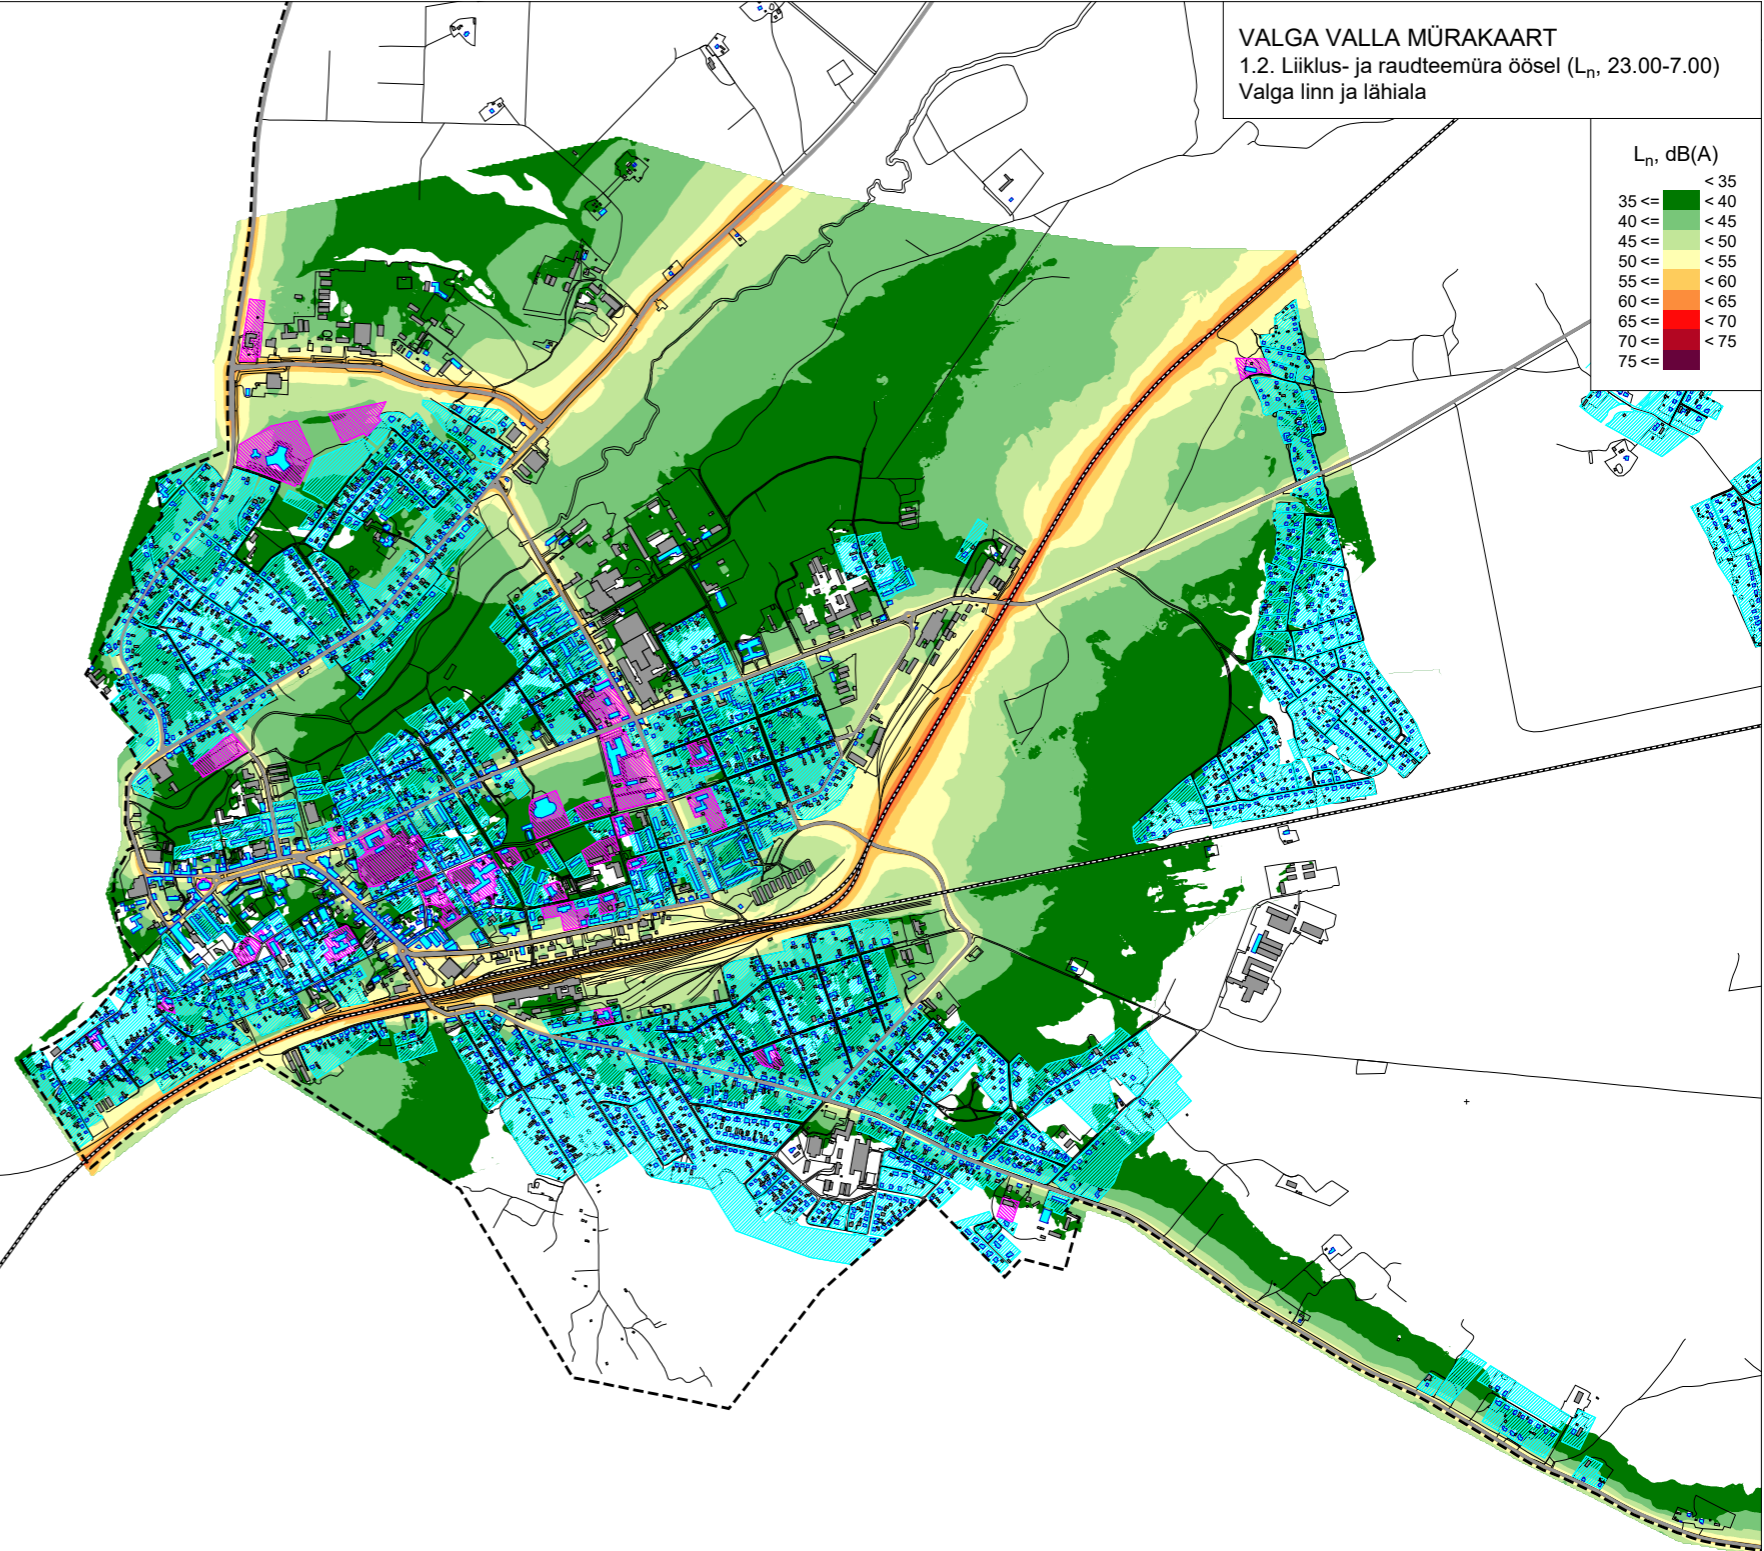 VALGA VALLA MÜRAKAART
1.2. Liiklus- ja raudteemüra öösel (Ln, 23.00-7.00)
Valga linn ja lähiala
Ln, dB(A)
< 35
35 <= < 40
40 <= < 45
45 <= < 50
50 <= < 55
55 <= < 60
60 <= < 65
65 <= < 70
70 <= < 75
75 <=